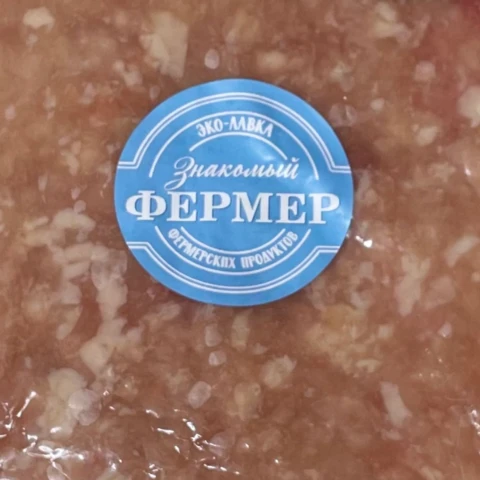 ЭКО-ЛАВКА
Знакомый
ФЕРМЕР
ФЕРМЕРСКИХ ПРОДУКТОВ